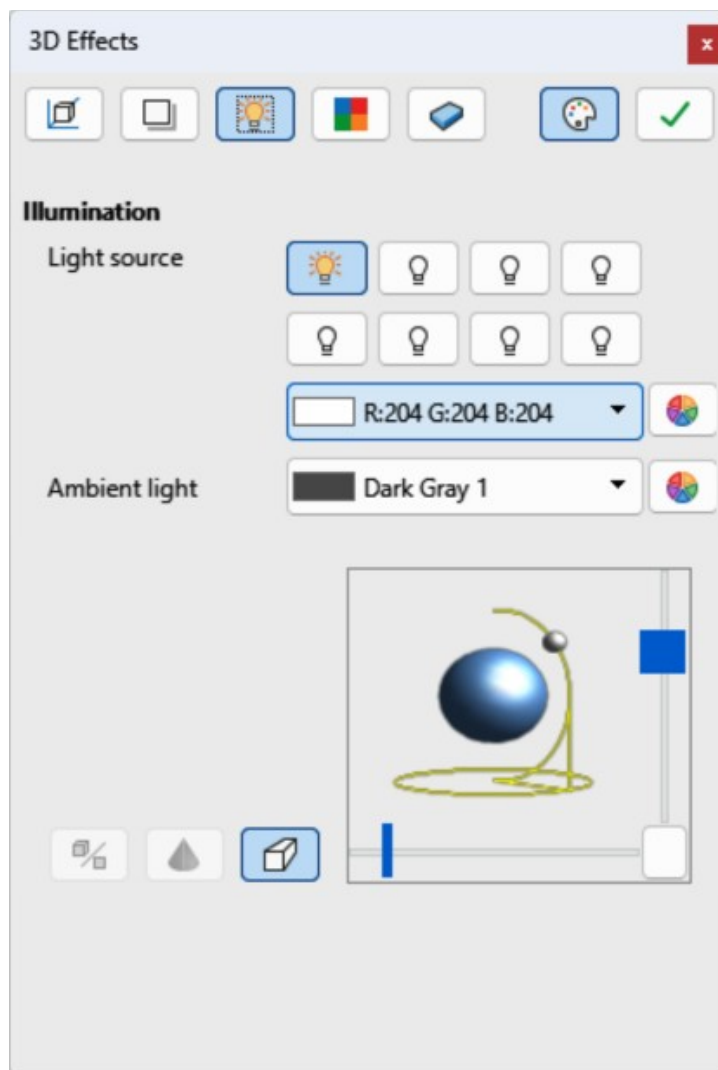 3D Effects
x
Illumination
Light source
R:204 G:204 B:204
Ambient light
Dark Gray 1